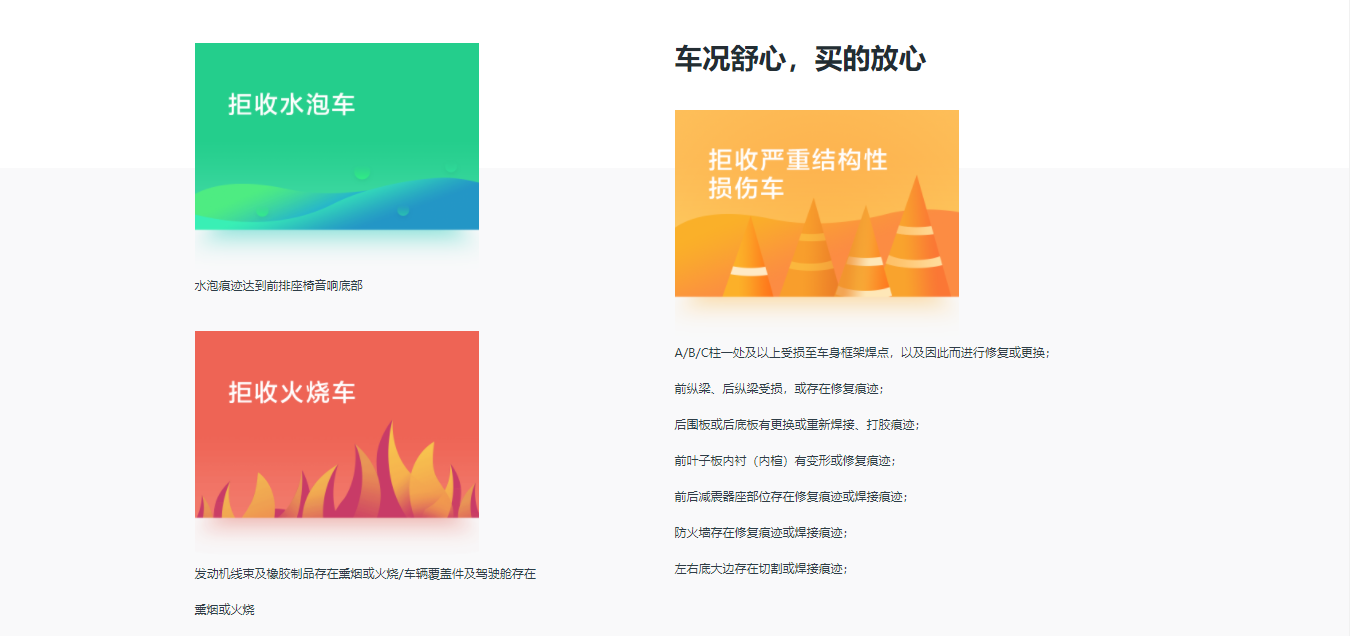 拒收水泡车
水泡痕迹达到前排座椅音响底部
拒收火烧车
发动机线束及橡胶制品存在熏烟或火烧/车辆覆盖件及驾驶舱存在
熏烟或火烧
车况舒心，买的放心
拒收严重结构性
损伤车
A/B/C柱一处及以上受损至车身框架焊点，以及因此而进行修复或更换；
前纵梁、后纵梁受损，或存在修复痕迹；
后围板或后底板有更换或重新焊接、打胶痕迹；
前叶子板内衬（内楦）有变形或修复痕迹；
前后减震器座部位存在修复痕迹或焊接痕迹；
防火墙存在修复痕迹或焊接痕迹；
左右底大边存在切割或焊接痕迹；